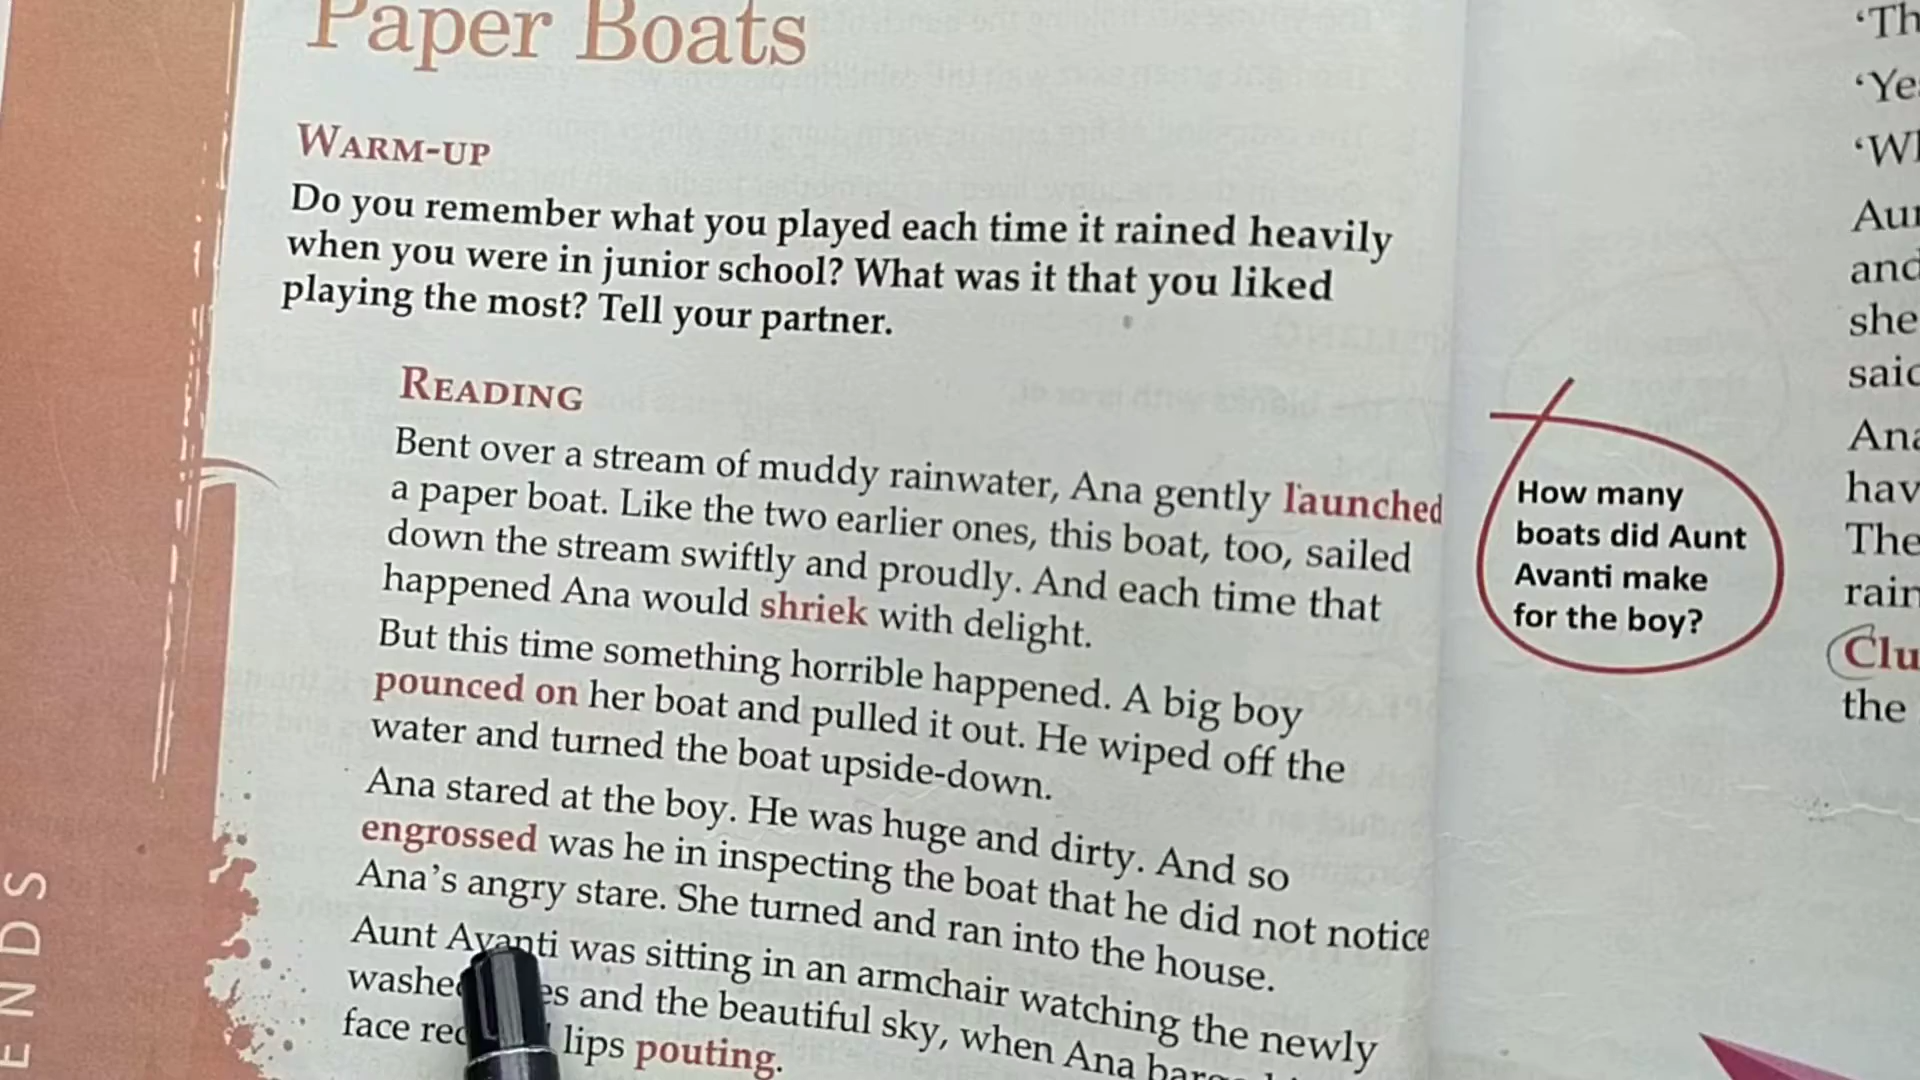 Paper Boats
WARM-UP
Do you remember what you played each time it rained heavily
when you were in junior school? What was it that you liked
playing the most? Tell your partner.
READING
Bent over a stream of muddy rainwater, Ana gently launched
a paper boat. Like the two earlier ones, this boat, too, sailed
down the stream swiftly and proudly. And each time that
happened Ana would shriek with delight.
But this time something horrible happened. A big boy
pounced on her boat and pulled it out. He wiped off the
water and turned the boat upside-down.
Ana stared at the boy. He was huge and dirty. And so
engrossed was he in inspecting the boat that he did not notice
Ana's angry stare. She turned and ran into the house.
Aunt Avanti was sitting in an armchair watching the newly
and the beautiful sky, when Ana
face lips pouting.
How many
boats did Aunt
Avanti make
for the boy?
'Th
'Yes
'Wh
Aun
and
she
said
Ana
hav
The
rain
Clu
the
ENDS